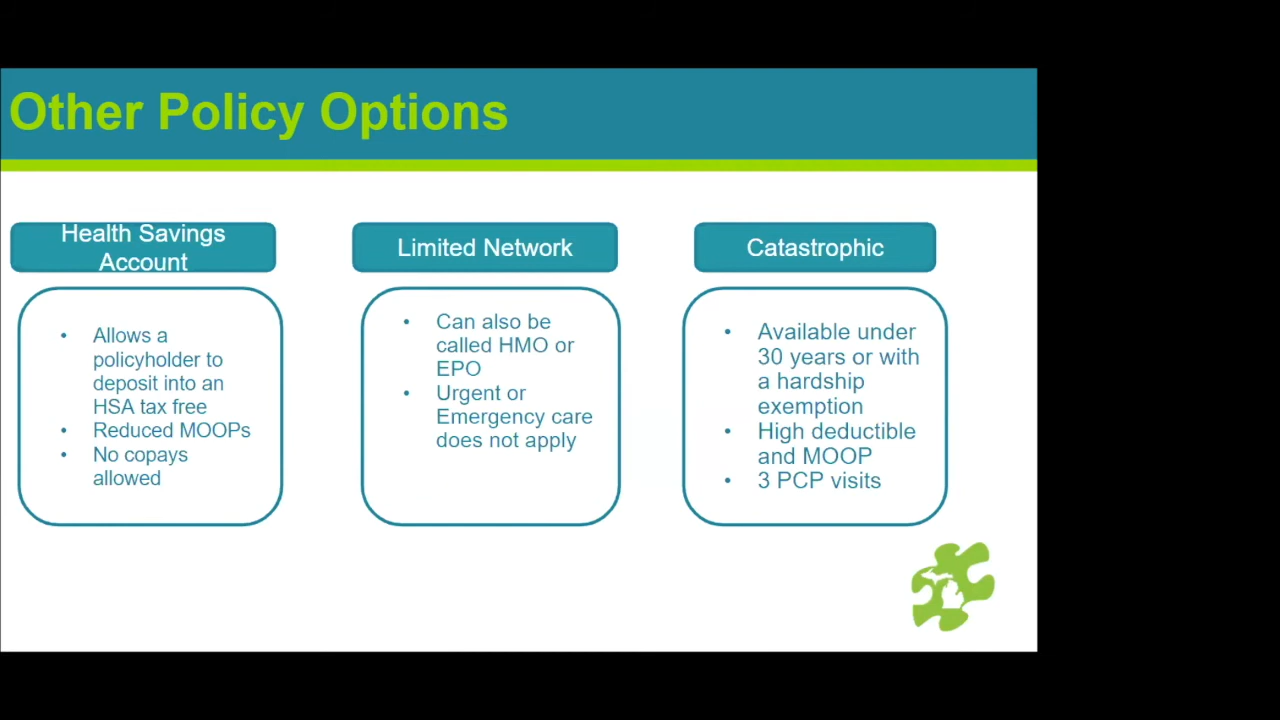 Other Policy Options
Health Savings
Account
• Allows a
policyholder to
deposit into an
HSA tax free
• Reduced MOOPs
• No copays
allowed
Limited Network
• Can also be
called HMO or
EPO
• Urgent or
Emergency care
does not apply
Catastrophic
• Available under
30 years or with
a hardship
exemption
• High deductible
and MOOP
• 3 PCP visits